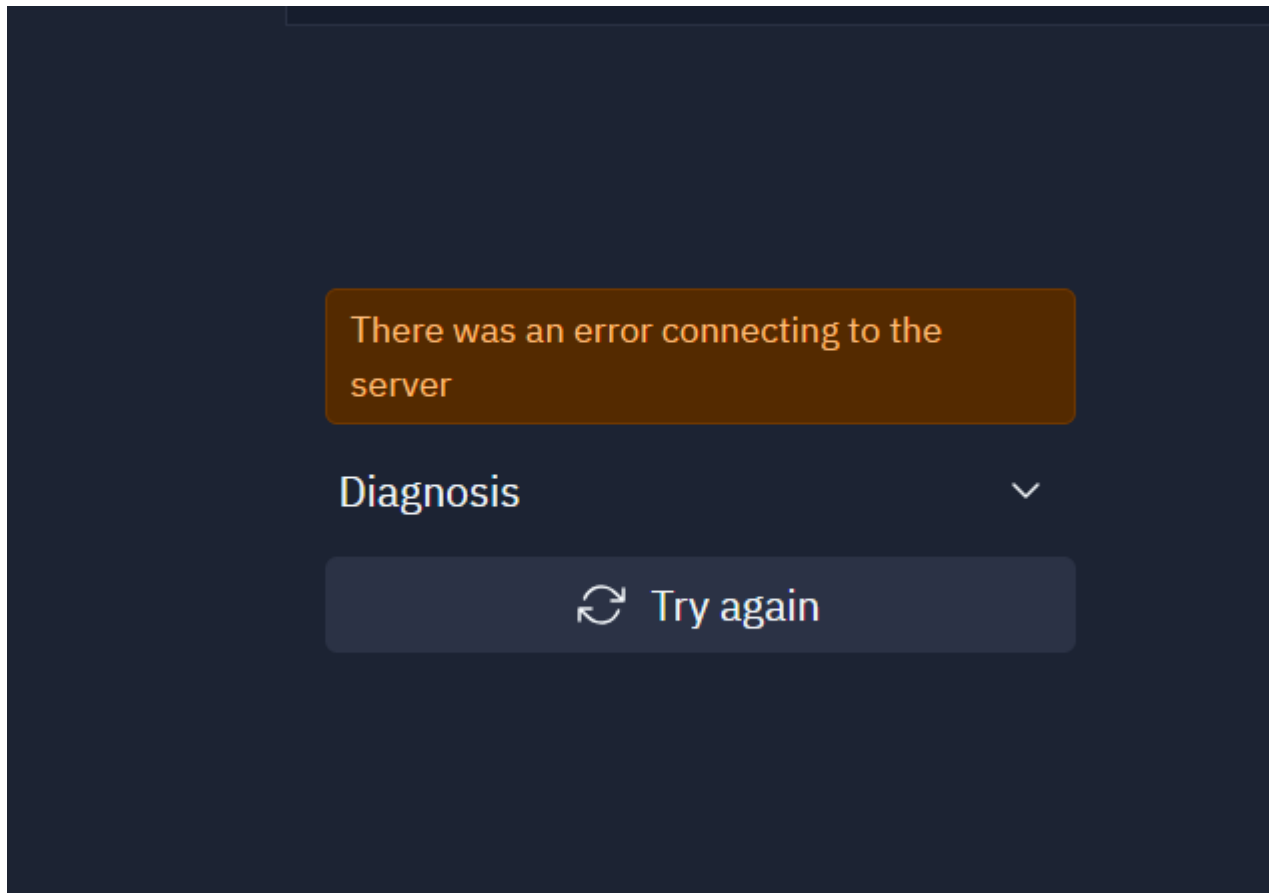 There was an error connecting to the
server
Diagnosis
Try again